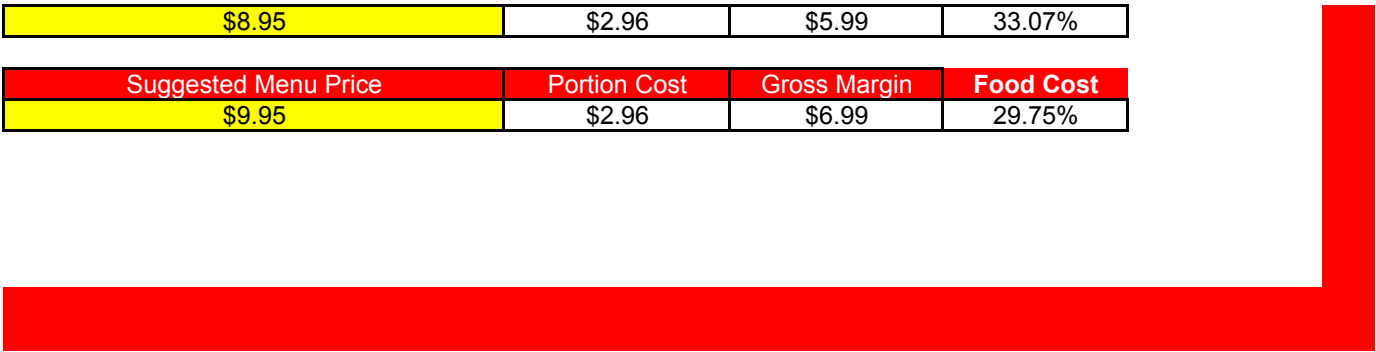 $8.95 $2.96 $5.99 33.07%
Suggested Menu Price Portion Cost Gross Margin Food Cost
$9.95 $2.96 $6.99 29.75%